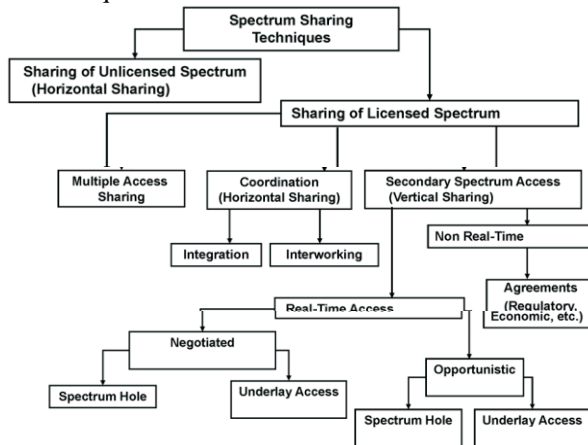 Spectrum Sharing
Techniques
Sharing of Unlicensed Spectrum
(Horizontal Sharing)
Sharing of Licensed Spectrum
Multiple Access
Sharing
Coordination
(Horizontal Sharing)
Secondary Spectrum Access
(Vertical Sharing)
Non Real-Time
Integration
Interworking
Agreements
(Regulatory,
Economic, etc.)
Real-Time Access
Negotiated
Opportunistic
Spectrum Hole
Underlay Access
Spectrum Hole
Underlay Access